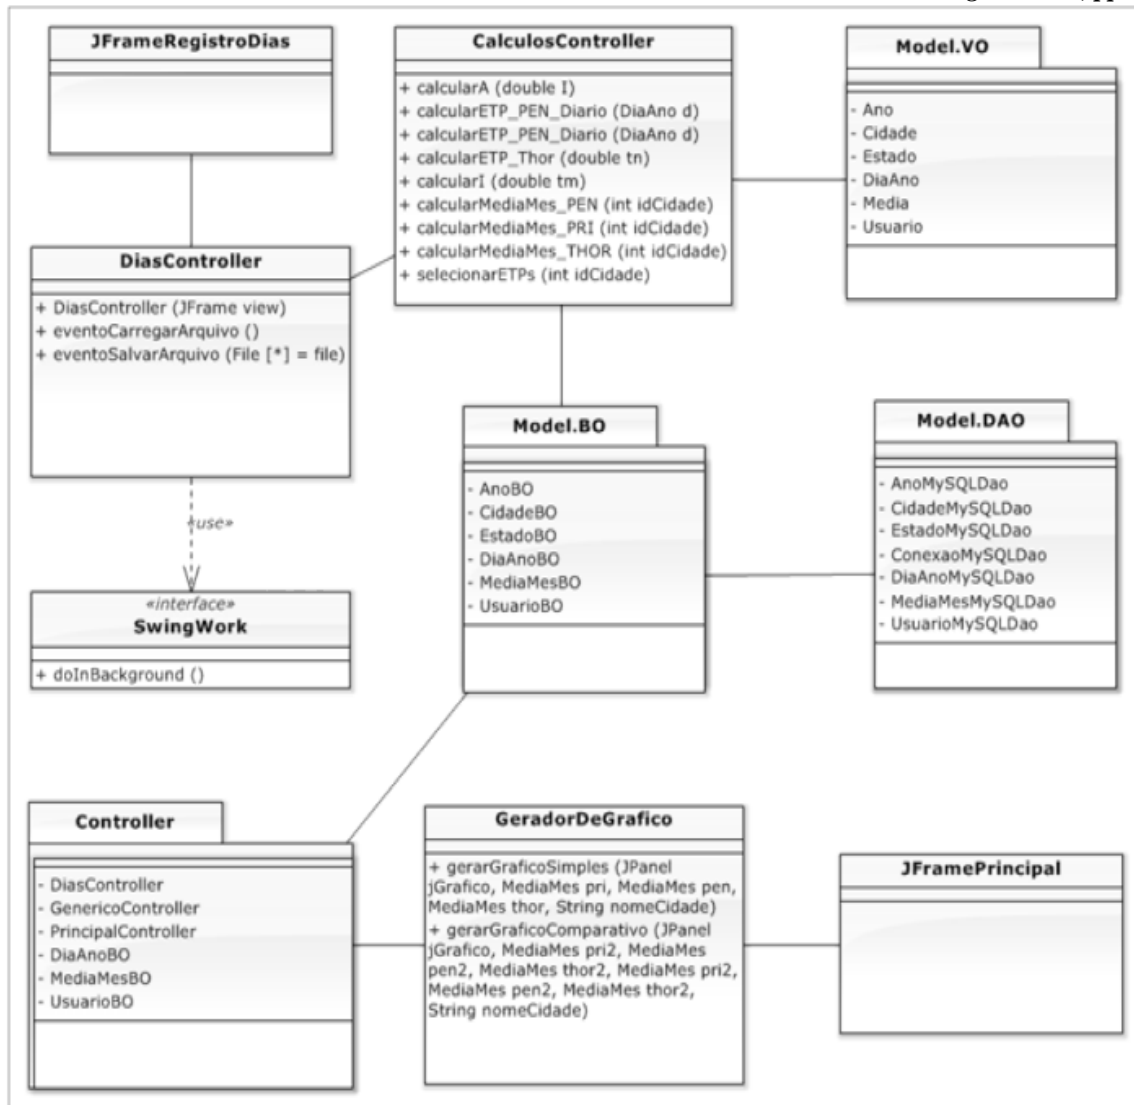 JFrameRegistroDias
CalculosController
+ calcularA (double I)
+ calcularETP_PEN_Diario (DiaAno d)
+ calcularETP_PEN_Diario (DiaAno d)
+ calcularETP_Thor (double tn)
+ calcularI (double tm)
+ calcularMediaMes_PEN (int idCidade)
+ calcularMediaMes_PRI (int idCidade)
+ calcularMediaMes_THOR (int idCidade)
+ selecionarETPs (int idCidade)
Model.VO
- Ano
- Cidade
- Estado
- DiaAno
- Media
- Usuario
DiasController
+ DiasController (JFrame view)
+ eventoCarregarArquivo ()
+ eventoSalvarArquivo (File [*] = file)
«use»
«interface»
SwingWork
+ doInBackground ()
Model.BO
- AnoBO
- CidadeBO
- EstadoBO
- DiaAnoBO
- MediaMesBO
- UsuarioBO
Model.DAO
- AnoMySQLDao
- CidadeMySQLDao
- EstadoMySQLDao
- ConexaoMySQLDao
- DiaAnoMySQLDao
- MediaMesMySQLDao
- UsuarioMySQLDao
Controller
- DiasController
- GenericoController
- PrincipalController
- DiaAnoBO
- MediaMesBO
- UsuarioBO
GeradorDeGrafico
+ gerarGraficoSimples (JPanel
jGrafico, MediaMes pri, MediaMes pen,
MediaMes thor, String nomeCidade)
+ gerarGraficoComparativo (JPanel
jGrafico, MediaMes pri2, MediaMes
pen2, MediaMes thor2, MediaMes pri2,
MediaMes pen2, MediaMes thor2,
String nomeCidade)
JFramePrincipal